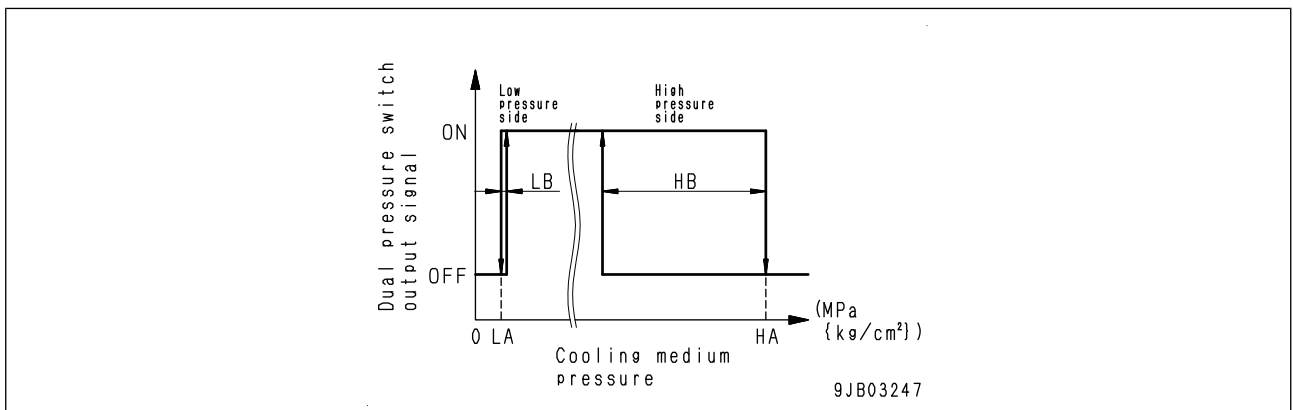 Dual pressure switch
output signal
Low
pressure
side
High
pressure
side
ON
LB
HB
OFF
0 LA
HA
(MPa
{kg/cm²})
Cooling medium
pressure
9JB03247